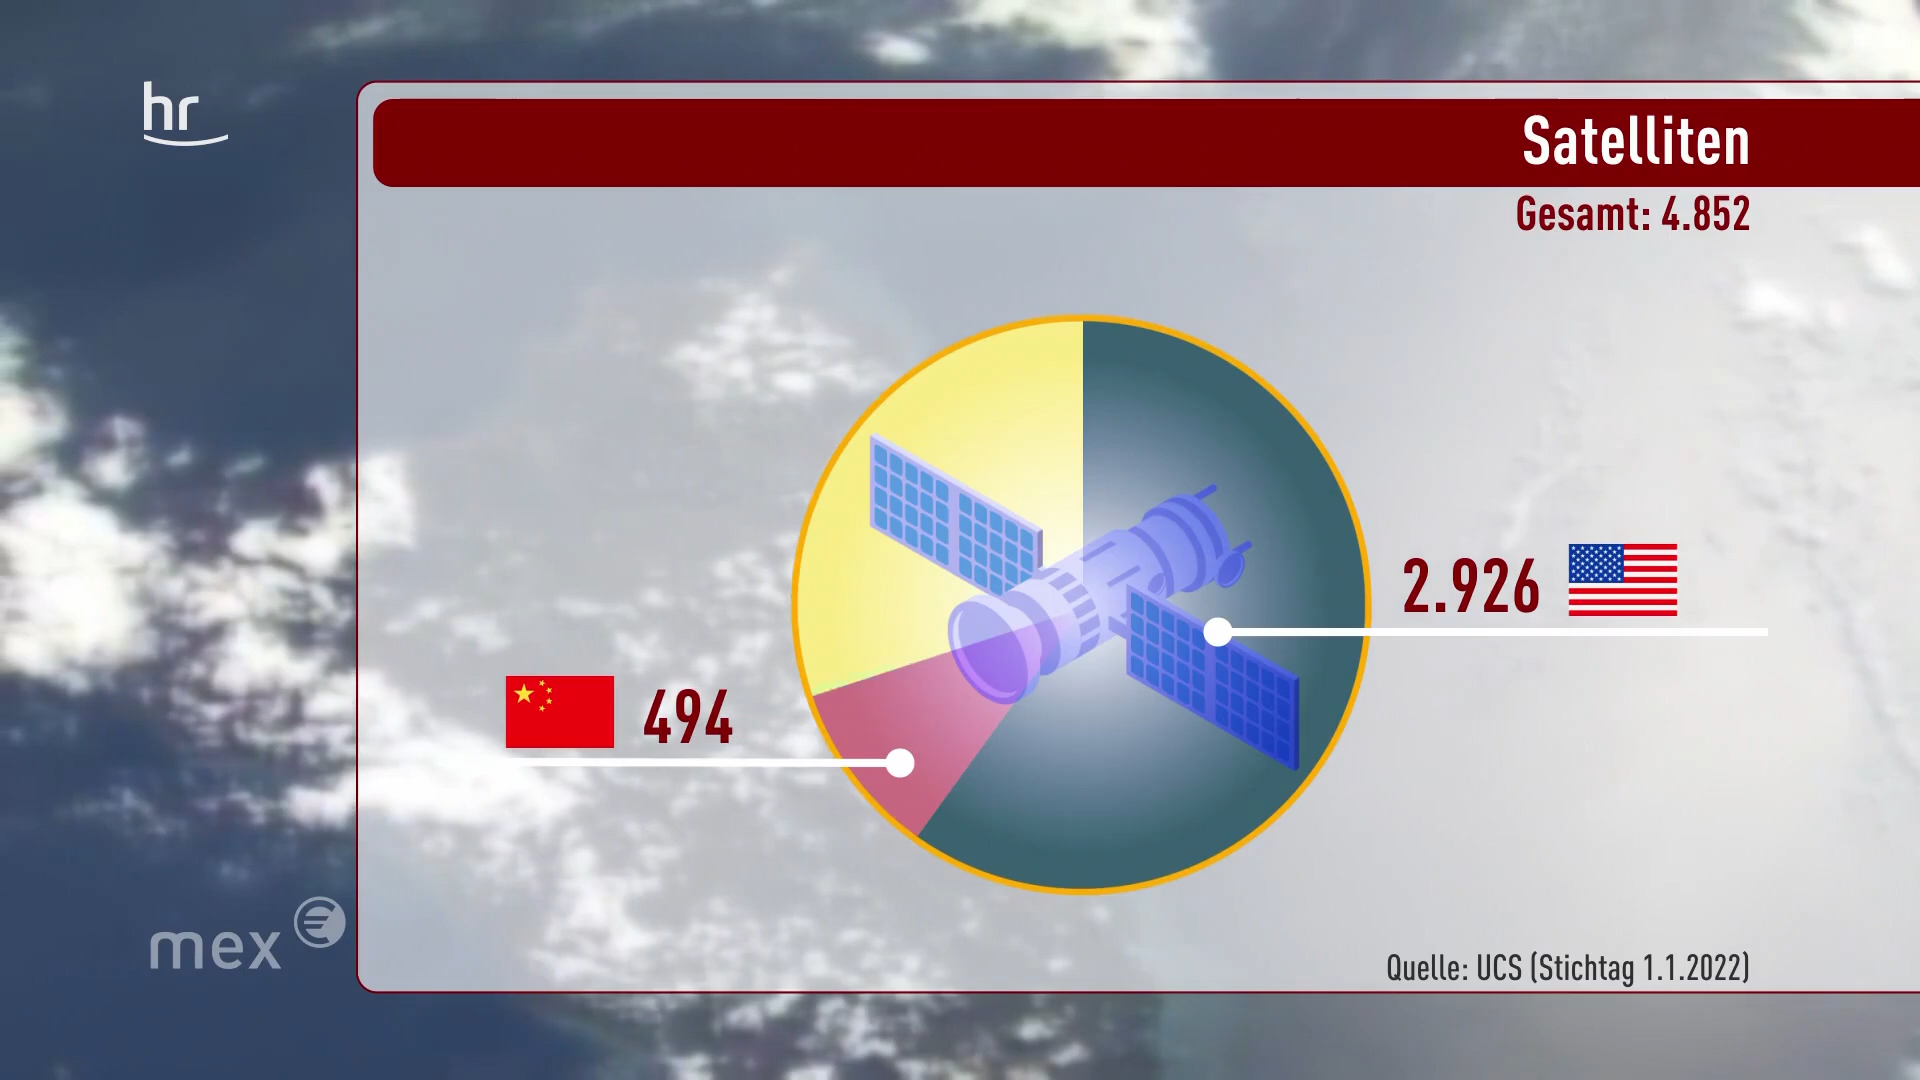 hr
Satelliten
Gesamt: 4.852
2.926
494
mex
Quelle: UCS (Stichtag 1.1.2022)